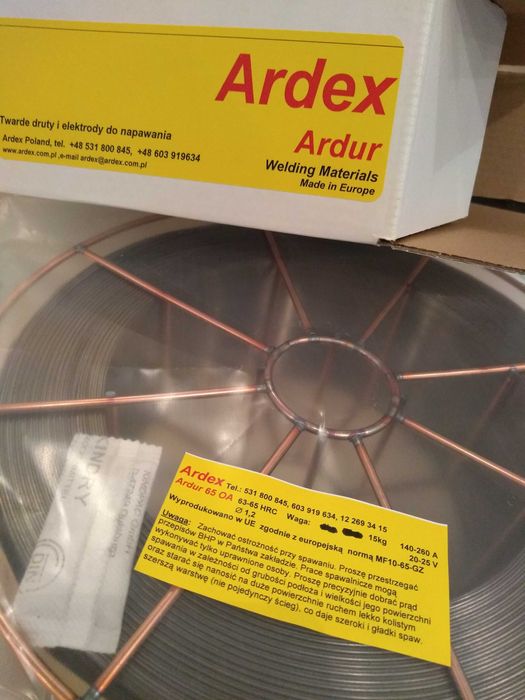 Ardex
Ardur
Welding Materials
Made in Europe
Twarde druty i elektrody do napawania
Ardex Poland, tel. +48 531 800 845, +48 603 919634
www.ardex.com.pl ,e-mail ardex@ardex.com.pl
Ardex Tel.: 531 800 845, 603 919 634, 12 269 34 15
Ardur 65 OA 63-65 HRC Waga: 15kg 140-260 A
∅ 1,2 20-25 V
Wyprodukowano w UE zgodnie z europejską normą MF10-65-GZ
Uwaga: Zachować ostrożność przy spawaniu. Proszę przestrzegać
przepisów BHP w Państwa zakładzie. Prace spawalnicze mogą
wykonywać tylko uprawnione osoby. Proszę precyzyjnie dobrać prąd
spawania w zależności od grubości podłoża i wielkości jego powierzchni
oraz starać się nanosić na duże powierzchnie ruchem lekko kolistym
szerszą warstwę (nie pojedynczy ścieg), co daje szeroki i gładki spaw.